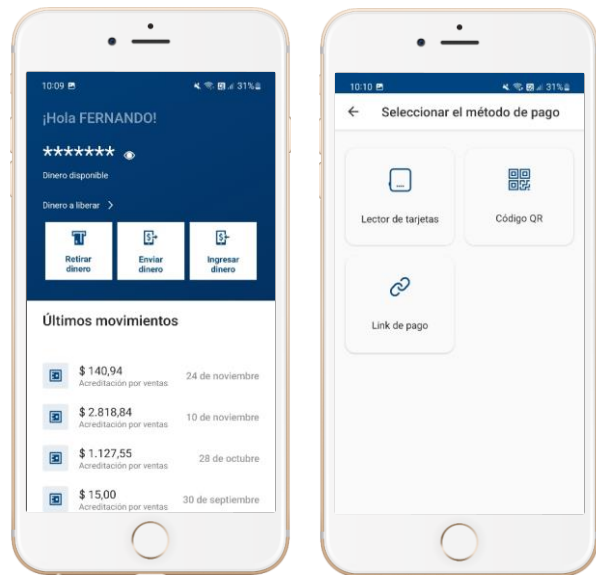 10:09 31%
¡Hola FERNANDO!
*******
Dinero disponible
Dinero a liberar >
Retirar dinero
Enviar dinero
Ingresar dinero
Últimos movimientos
$ 140,94
Acreditación por ventas
24 de noviembre
$ 2.818,84
Acreditación por ventas
10 de noviembre
$ 1.127,55
Acreditación por ventas
28 de octubre
$ 15,00
Acreditación por ventas
30 de septiembre
10:10 31%
← Seleccionar el método de pago
Lector de tarjetas
Código QR
Link de pago